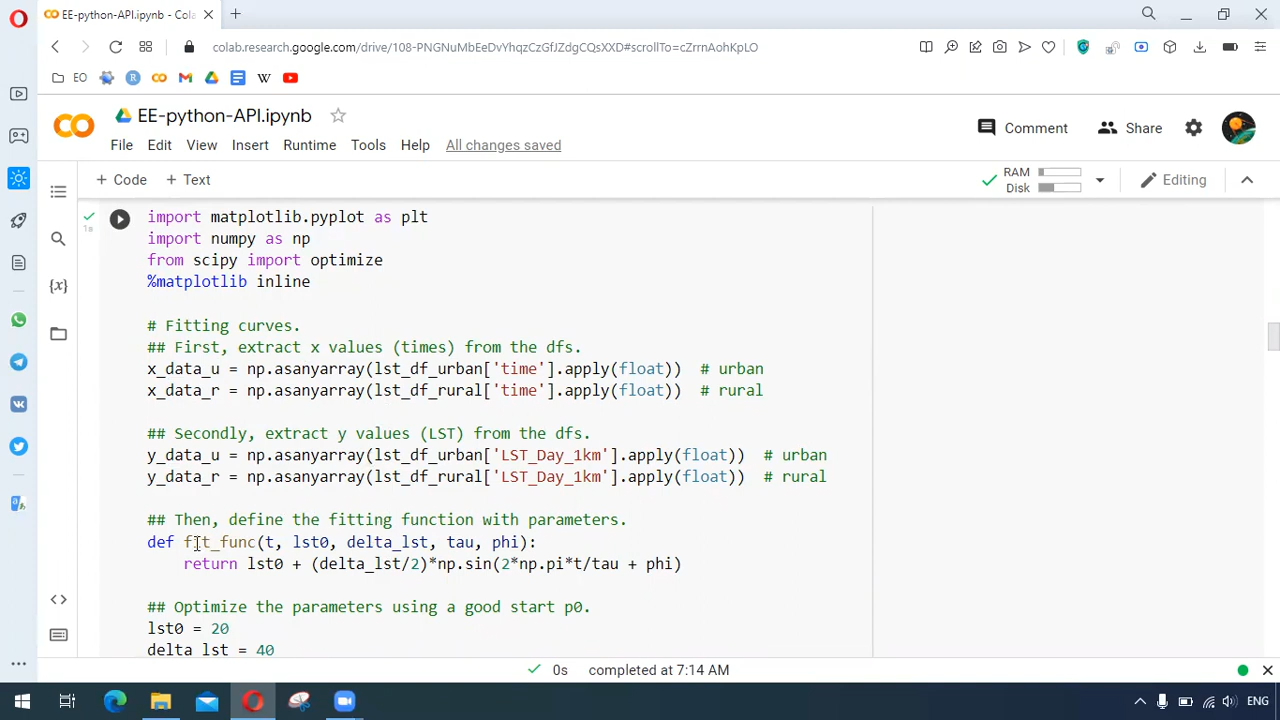 EE-python-API.ipynb - Cola
colab.research.google.com/drive/108-PNGNuMbEeDvYhqzCzGfJZdgCQsXXD#scrollTo=cZrrnAohKpLO
EO
EE-python-API.ipynb
Comment
Share
File Edit View Insert Runtime Tools Help All changes saved
+ Code + Text
RAM
Disk
Editing
1s
import matplotlib.pyplot as plt
import numpy as np
from scipy import optimize
%matplotlib inline
# Fitting curves.
## First, extract x values (times) from the dfs.
x_data_u = np.asanyarray(lst_df_urban['time'].apply(float))  # urban
x_data_r = np.asanyarray(lst_df_rural['time'].apply(float))  # rural
## Secondly, extract y values (LST) from the dfs.
y_data_u = np.asanyarray(lst_df_urban['LST_Day_1km'].apply(float))  # urban
y_data_r = np.asanyarray(lst_df_rural['LST_Day_1km'].apply(float))  # rural
## Then, define the fitting function with parameters.
def fit_func(t, lst0, delta_lst, tau, phi):
    return lst0 + (delta_lst/2)*np.sin(2*np.pi*t/tau + phi)
## Optimize the parameters using a good start p0.
lst0 = 20
delta_lst = 40
0s completed at 7:14 AM
ENG